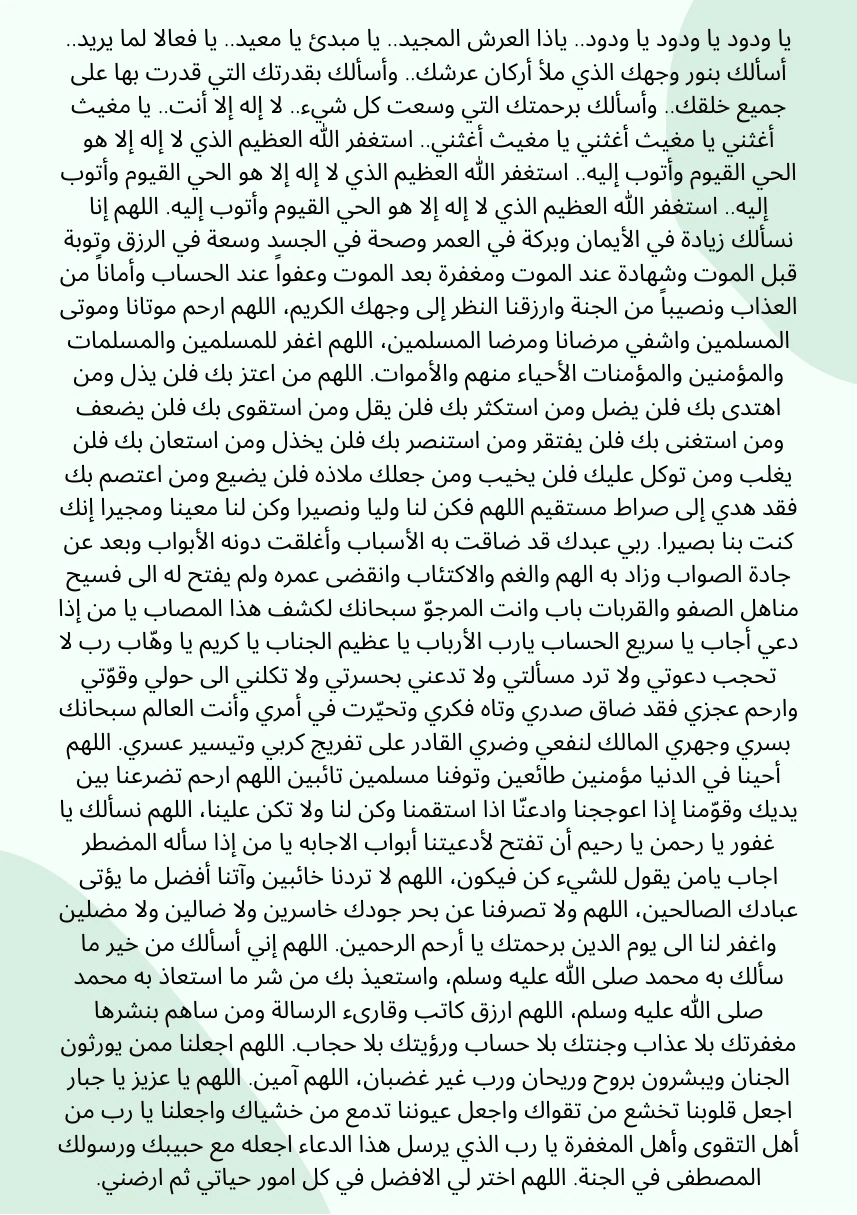 يا ودود يا ودود يا ودود.. ياذا العرش المجيد.. يا مبدئ يا معيد.. يا فعالا لما يريد..
أسألك بنور وجهك الذي ملأ أركان عرشك.. وأسألك بقدرتك التي قدرت بها على
جميع خلقك.. وأسألك برحمتك التي وسعت كل شيء.. لا إله إلا أنت.. يا مغيث
أغثني يا مغيث أغثني يا مغيث أغثني.. استغفر الله العظيم الذي لا إله إلا هو
الحي القيوم وأتوب إليه.. استغفر الله العظيم الذي لا إله إلا هو الحي القيوم وأتوب
إليه.. استغفر الله العظيم الذي لا إله إلا هو الحي القيوم وأتوب إليه. اللهم إنا
نسألك زيادة في الأيمان وبركة في العمر وصحة في الجسد وسعة في الرزق وتوبة
قبل الموت وشهادة عند الموت ومغفرة بعد الموت وعفواً عند الحساب وأماناً من
العذاب ونصيباً من الجنة وارزقنا النظر إلى وجهك الكريم، اللهم ارحم موتانا وموتى
المسلمين واشفي مرضانا ومرضا المسلمين، اللهم اغفر للمسلمين والمسلمات
والمؤمنين والمؤمنات الأحياء منهم والأموات. اللهم من اعتز بك فلن يذل ومن
اهتدى بك فلن يضل ومن استكثر بك فلن يقل ومن استقوى بك فلن يضعف
ومن استغنى بك فلن يفتقر ومن استنصر بك فلن يخذل ومن استعان بك فلن
يغلب ومن توكل عليك فلن يخيب ومن جعلك ملاذه فلن يضيع ومن اعتصم بك
فقد هدي إلى صراط مستقيم اللهم فكن لنا وليا ونصيرا وكن لنا معينا ومجيرا إنك
كنت بنا بصيرا. ربي عبدك قد ضاقت به الأسباب وأغلقت دونه الأبواب وبعد عن
جادة الصواب وزاد به الهم والغم والاكتئاب وانقضى عمره ولم يفتح له الى فسيح
مناهل الصفو والقربات باب وانت المرجوّ سبحانك لكشف هذا المصاب يا من إذا
دعي أجاب يا سريع الحساب يارب الأرباب يا عظيم الجناب يا كريم يا وهّاب رب لا
تحجب دعوتي ولا ترد مسألتي ولا تدعني بحسرتي ولا تكلني الى حولي وقوّتي
وارحم عجزي فقد ضاق صدري وتاه فكري وتحيّرت في أمري وأنت العالم سبحانك
بسري وجهري المالك لنفعي وضري القادر على تفريج كربي وتيسير عسري. اللهم
أحينا في الدنيا مؤمنين طائعين وتوفنا مسلمين تائبين اللهم ارحم تضرعنا بين
يديك وقوّمنا إذا اعوججنا وادعنّا اذا استقمنا وكن لنا ولا تكن علينا، اللهم نسألك يا
غفور يا رحمن يا رحيم أن تفتح لأدعيتنا أبواب الاجابه يا من إذا سأله المضطر
اجاب يامن يقول للشيء كن فيكون، اللهم لا تردنا خائبين وآتنا أفضل ما يؤتى
عبادك الصالحين، اللهم ولا تصرفنا عن بحر جودك خاسرين ولا ضالين ولا مضلين
واغفر لنا الى يوم الدين برحمتك يا أرحم الرحمين. اللهم إني أسألك من خير ما
سألك به محمد صلى الله عليه وسلم، واستعيذ بك من شر ما استعاذ به محمد
صلى الله عليه وسلم، اللهم ارزق كاتب وقارىء الرسالة ومن ساهم بنشرها
مغفرتك بلا عذاب وجنتك بلا حساب ورؤيتك بلا حجاب. اللهم اجعلنا ممن يورثون
الجنان ويبشرون بروح وريحان ورب غير غضبان، اللهم آمين. اللهم يا عزيز يا جبار
اجعل قلوبنا تخشع من تقواك واجعل عيوننا تدمع من خشياك واجعلنا يا رب من
أهل التقوى وأهل المغفرة يا رب الذي يرسل هذا الدعاء اجعله مع حبيبك ورسولك
المصطفى في الجنة. اللهم اختر لي الافضل في كل امور حياتي ثم ارضني.